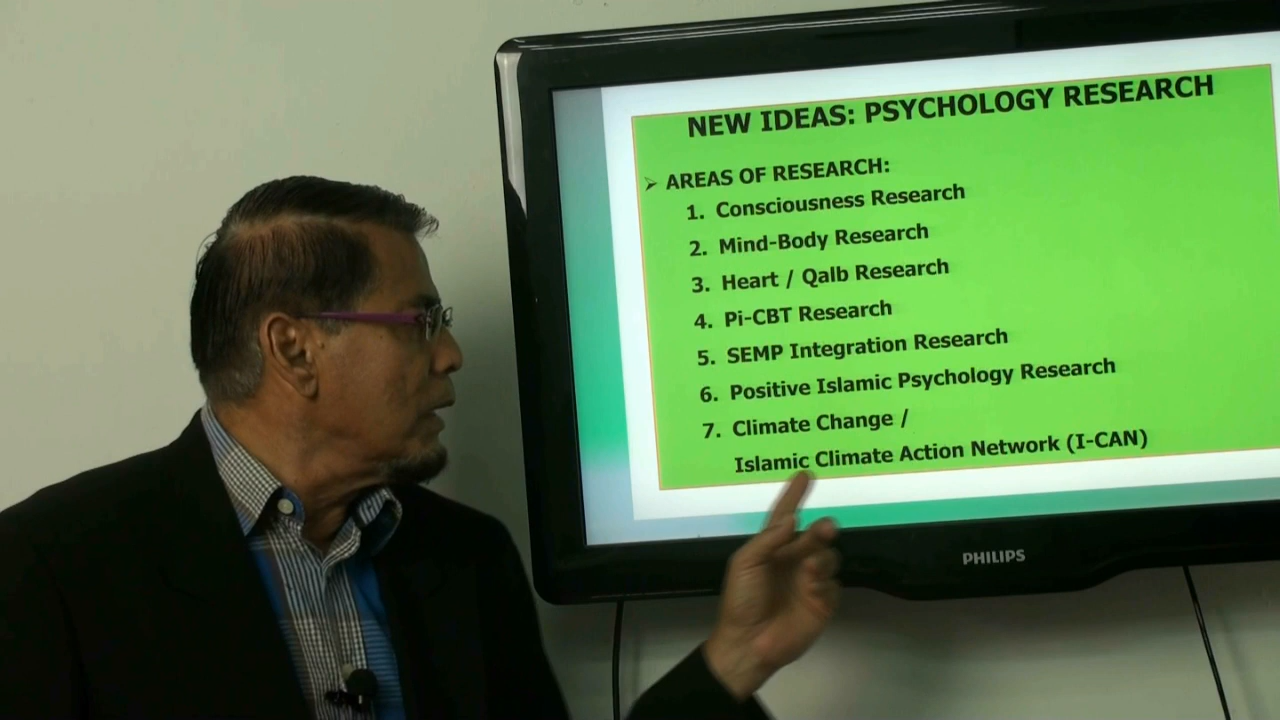 NEW IDEAS: PSYCHOLOGY RESEARCH
➢ AREAS OF RESEARCH:
1. Consciousness Research
2. Mind-Body Research
3. Heart / Qalb Research
4. Pi-CBT Research
5. SEMP Integration Research
6. Positive Islamic Psychology Research
7. Climate Change /
Islamic Climate Action Network (I-CAN)
PHILIPS